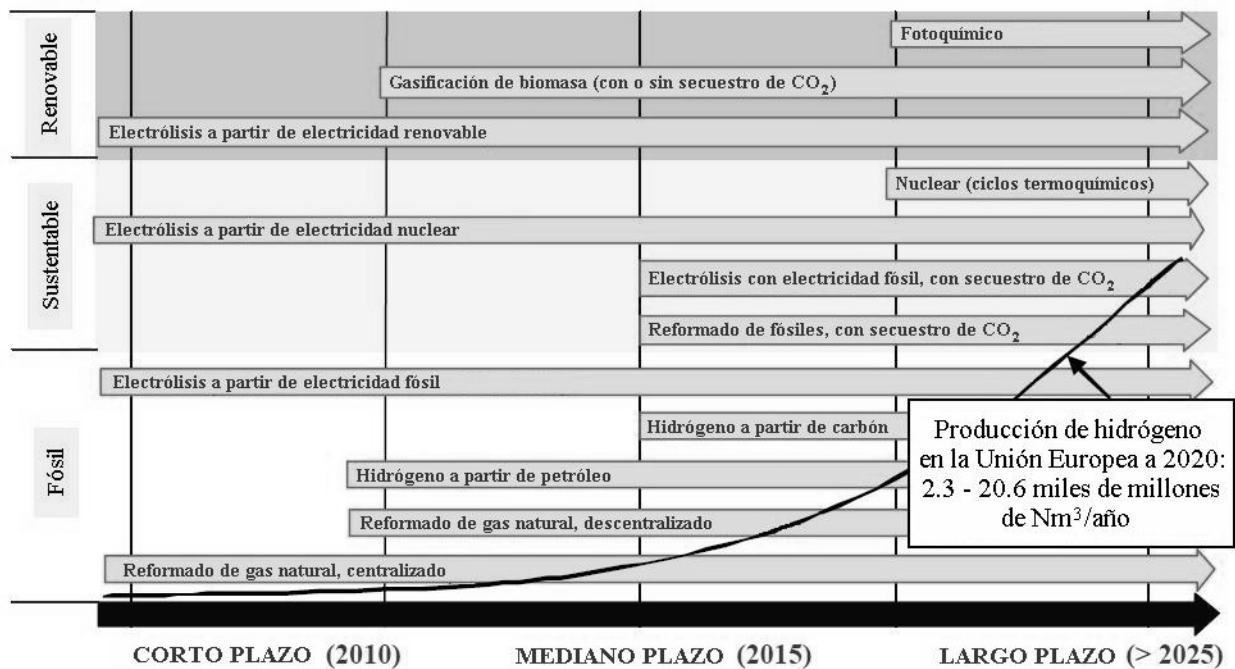 Renovable
Fotoquímico
Gasificación de biomasa (con o sin secuestro de CO₂)
Electrólisis a partir de electricidad renovable
Sustentable
Nuclear (ciclos termoquímicos)
Electrólisis a partir de electricidad nuclear
Electrólisis con electricidad fósil, con secuestro de CO₂
Reformado de fósiles, con secuestro de CO₂
Fósil
Electrólisis a partir de electricidad fósil
Hidrógeno a partir de carbón
Hidrógeno a partir de petróleo
Reformado de gas natural, descentralizado
Reformado de gas natural, centralizado
Producción de hidrógeno
en la Unión Europea a 2020:
2.3 - 20.6 miles de millones
de Nm³/año
CORTO PLAZO (2010) MEDIANO PLAZO (2015) LARGO PLAZO (> 2025)